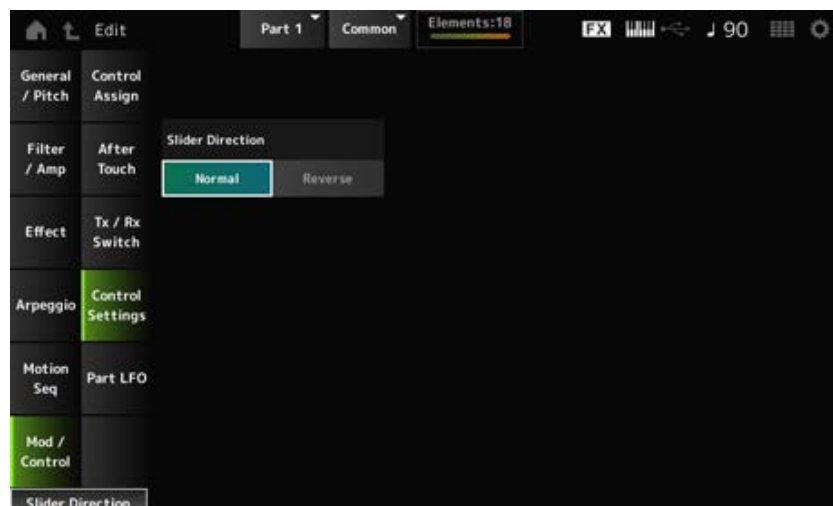 Edit
Part 1
Common
Elements:18
FX
♩ 90
General
/ Pitch
Control
Assign
Filter
/ Amp
After
Touch
Slider Direction
Normal
Reverse
Effect
Tx / Rx
Switch
Arpeggio
Control
Settings
Motion
Seq
Part LFO
Mod /
Control
Slider Direction